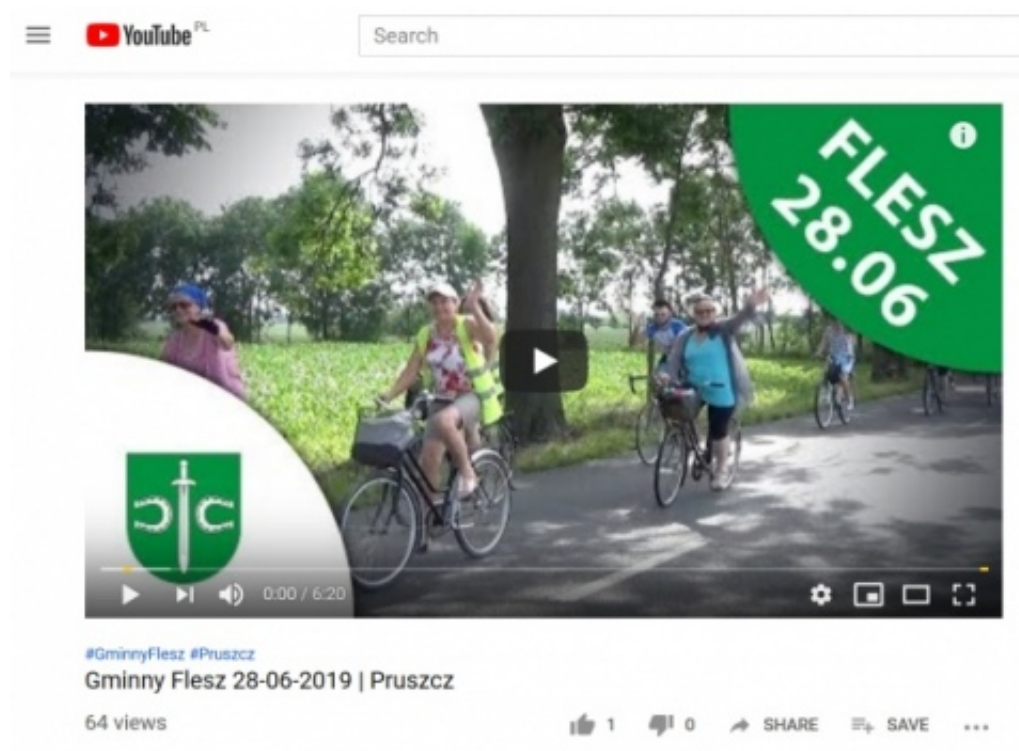 YouTube PL
Search
FLESZ
28.06
0:00 / 6:20
#GminnyFlesz #Pruszcz
Gminny Flesz 28-06-2019 | Pruszcz
64 views
1
0
SHARE
SAVE